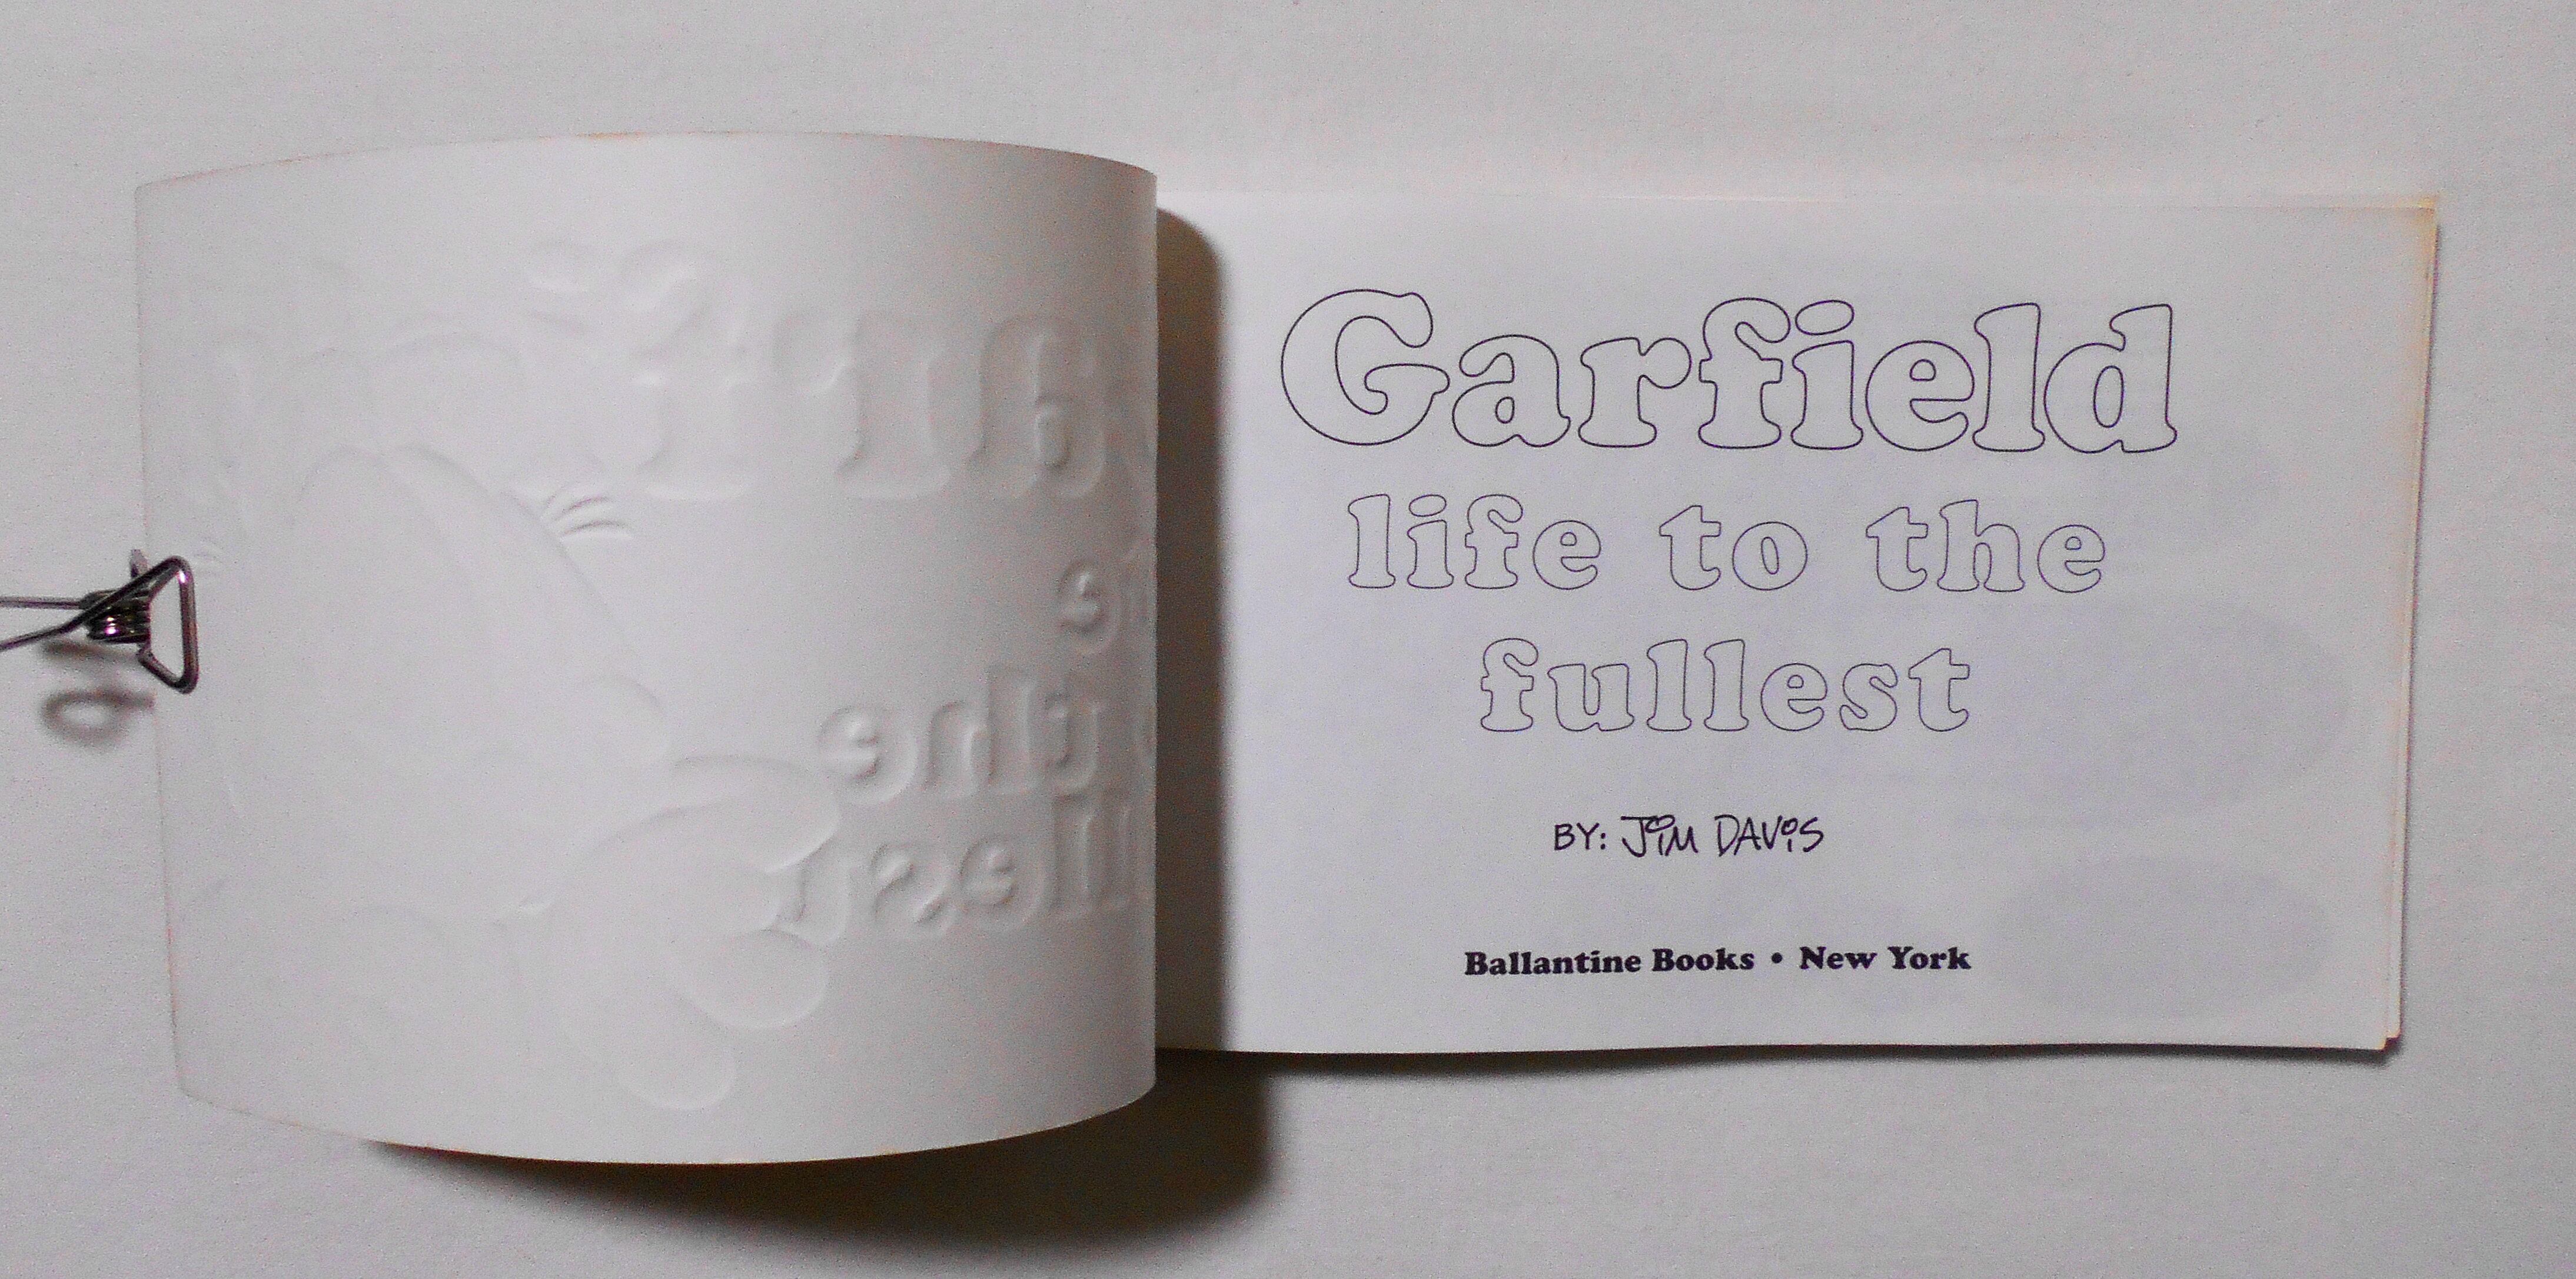 Garfield
life to the
fullest
BY: JIM DAVIS
Ballantine Books • New York